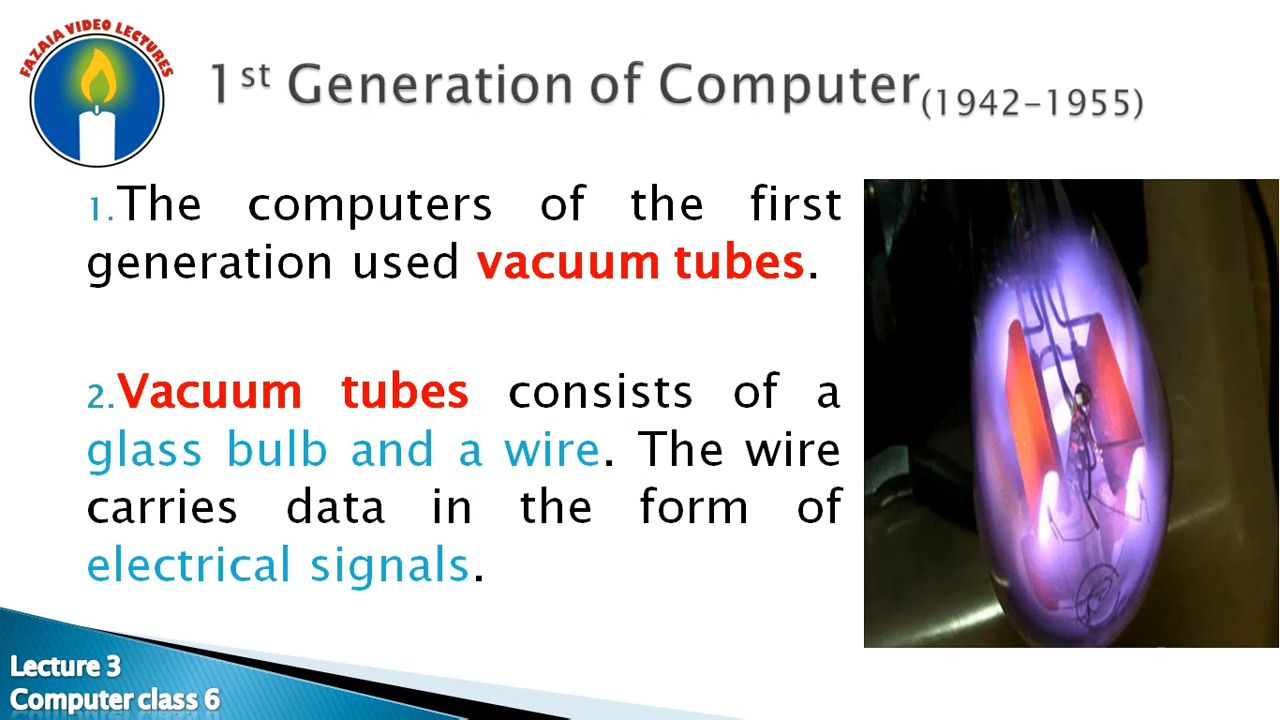 FAZAIA VIDEO LECTURES
1st Generation of Computer(1942-1955)
1.The computers of the first
generation used vacuum tubes.
2.Vacuum tubes consists of a
glass bulb and a wire. The wire
carries data in the form of
electrical signals.
Lecture 3
Computer class 6